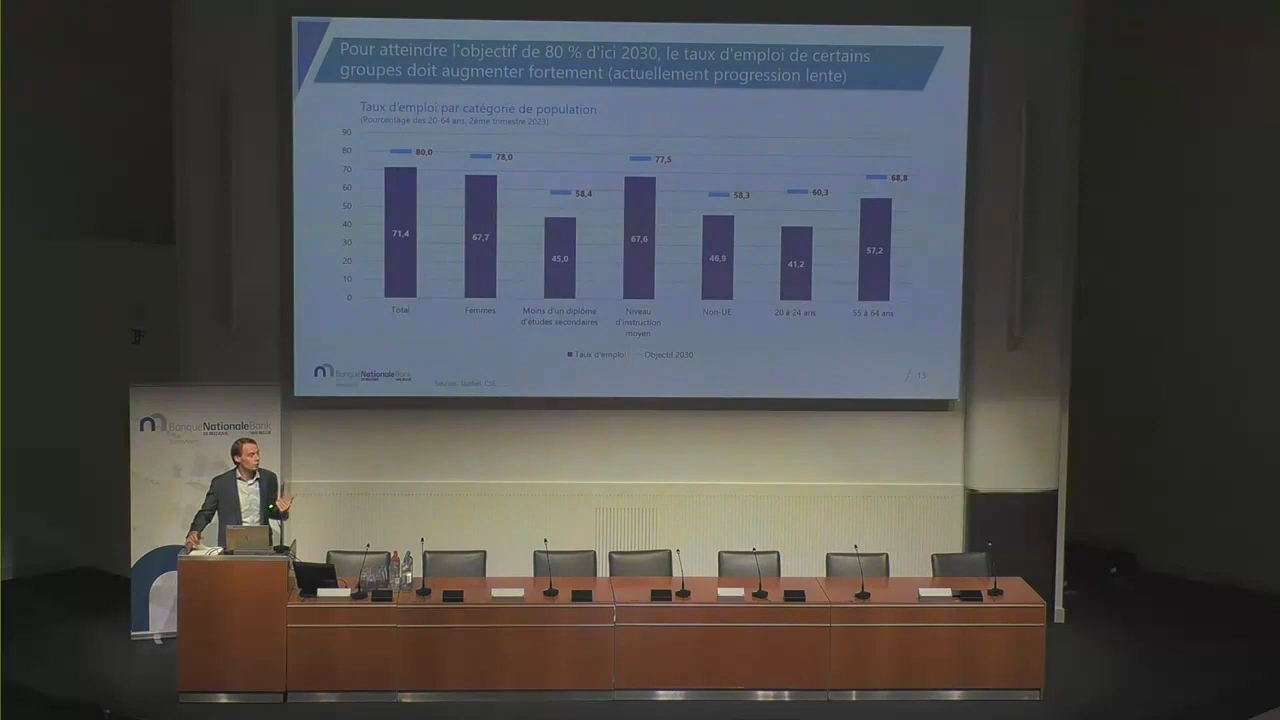 Pour atteindre l'objectif de 80 % d'ici 2030, le taux d'emploi de certains
groupes doit augmenter fortement (actuellement progression lente)
Taux d'emploi par catégorie de population
(Pourcentage des 20-64 ans, 2ème trimestre 2023)
90
80
70
60
50
40
30
20
10
0
80,0
78,0
58,4
77,5
58,3
60,3
68,8
71,4
67,7
45,0
67,6
46,9
41,2
57,2
Total
Femmes
Moins d'un diplôme
d'études secondaires
Niveau
d'instruction
moyen
Non-UE
20 à 24 ans
55 à 64 ans
Taux d'emploi
Objectif 2030
BanqueNationaleBank
13
BanqueNationaleBank